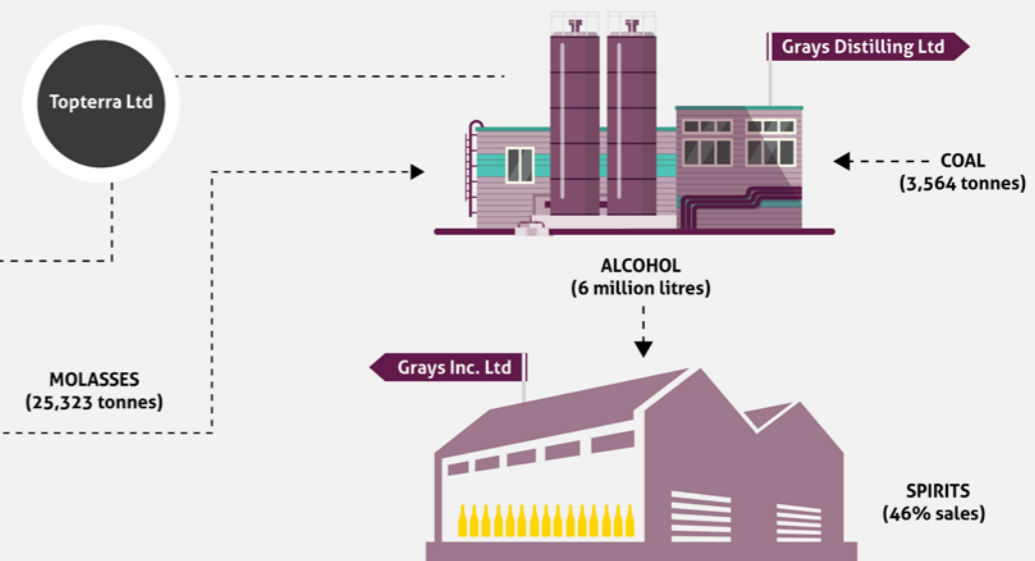 Topterra Ltd
Grays Distilling Ltd
COAL
(3,564 tonnes)
ALCOHOL
(6 million litres)
Grays Inc. Ltd
MOLASSES
(25,323 tonnes)
SPIRITS
(46% sales)